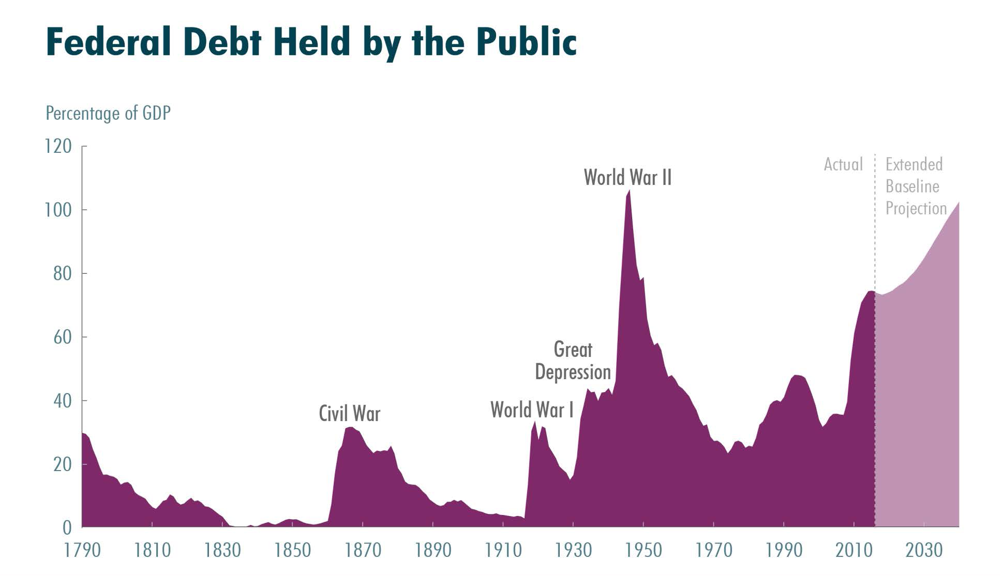 Federal Debt Held by the Public
Percentage of GDP
120
100
80
60
40
20
0
Civil War
World War I
Great
Depression
World War II
Actual
Extended
Baseline
Projection
1790 1810 1830 1850 1870 1890 1910 1930 1950 1970 1990 2010 2030